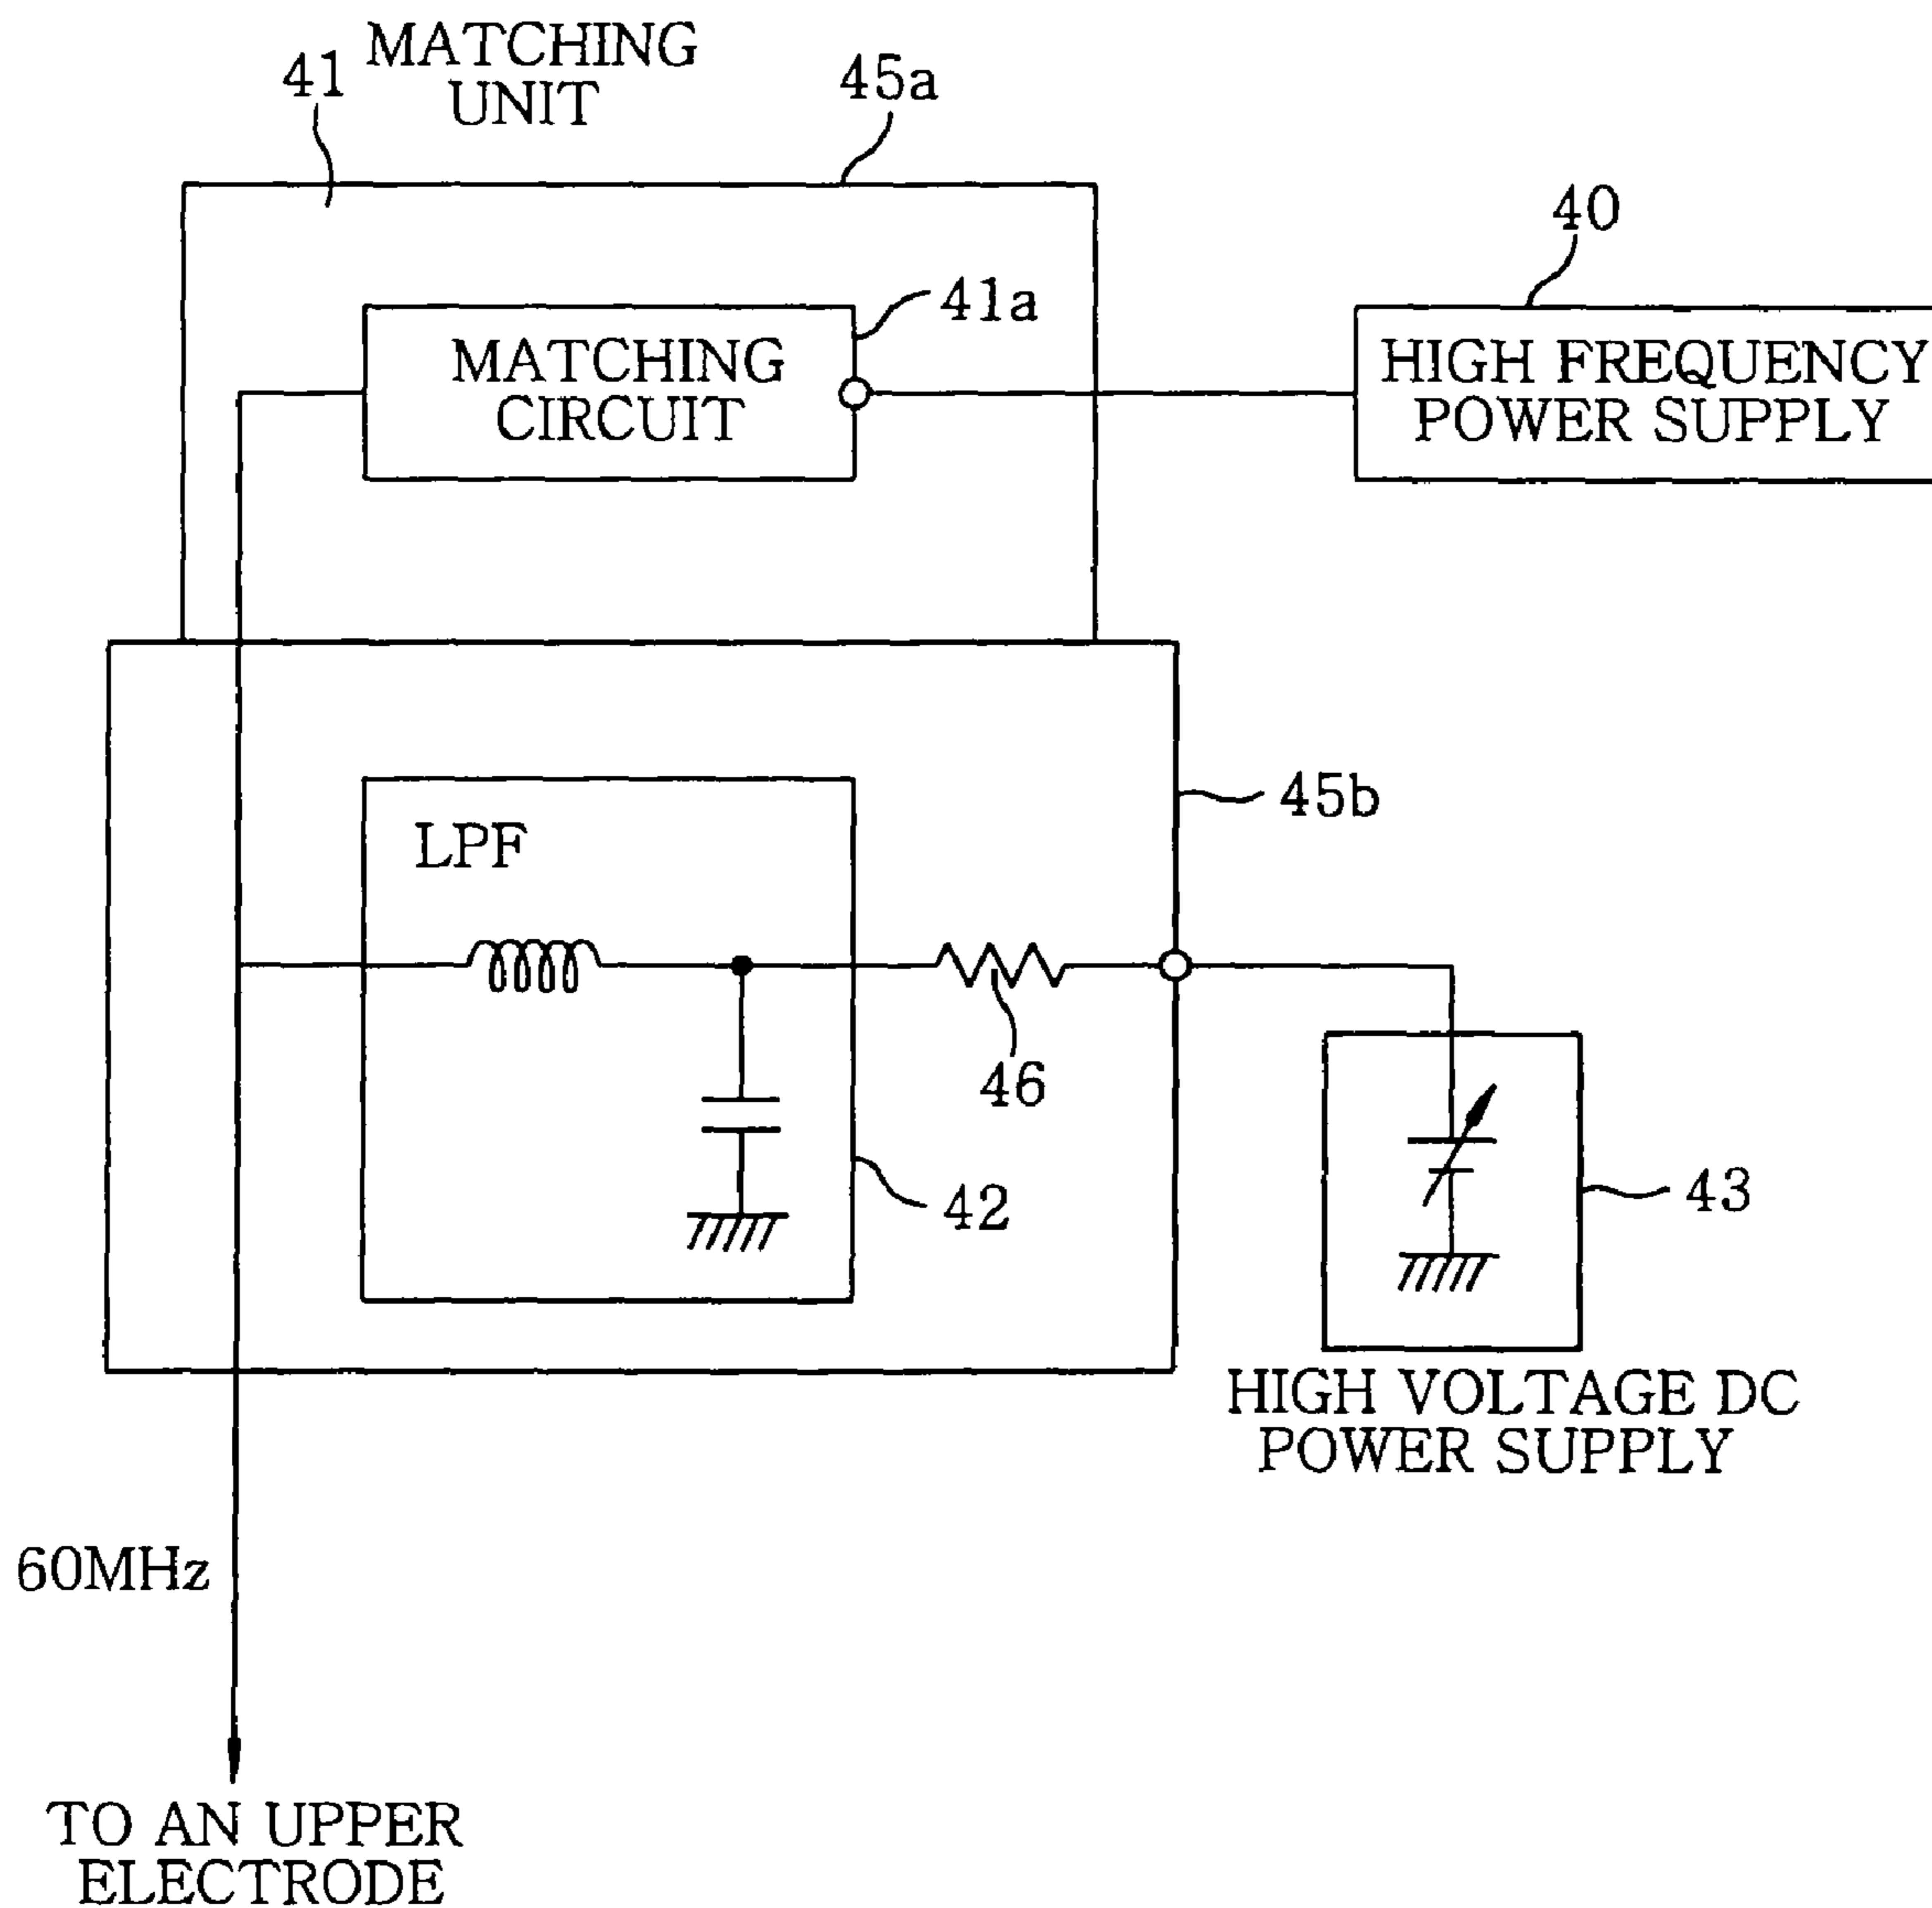 41
MATCHING
UNIT
45a
40
41a
MATCHING
CIRCUIT
HIGH FREQUENCY
POWER SUPPLY
45b
LPF
46
42
43
HIGH VOLTAGE DC
POWER SUPPLY
60MHz
TO AN UPPER
ELECTRODE